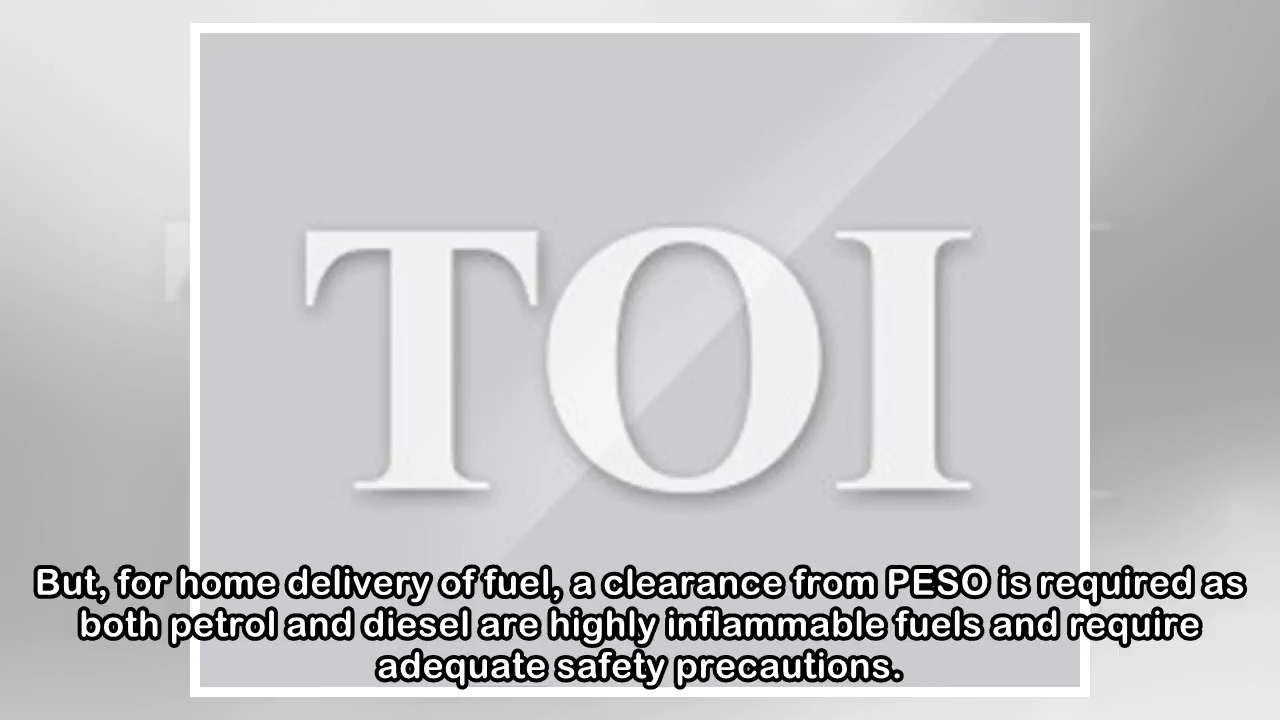 TOI
But, for home delivery of fuel, a clearance from PESO is required as
both petrol and diesel are highly inflammable fuels and require
adequate safety precautions.